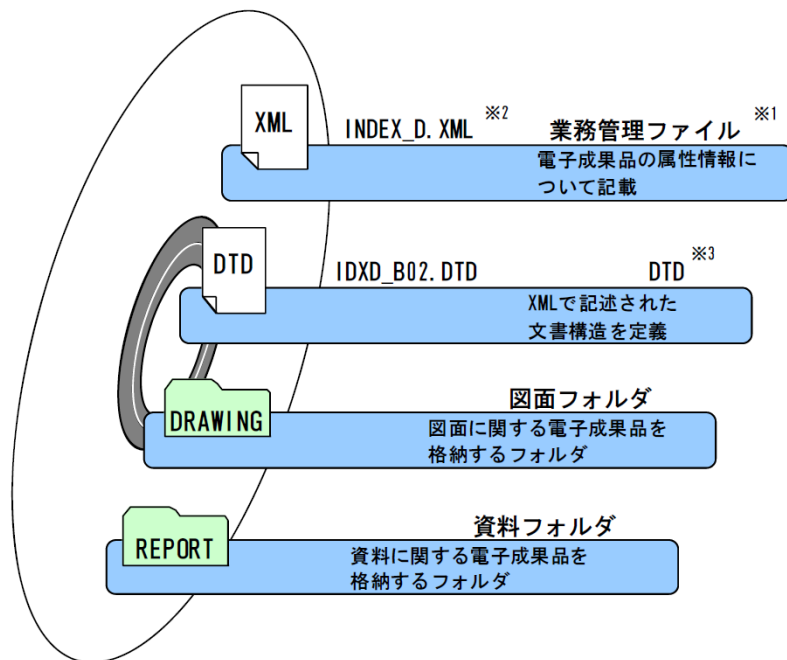 XML INDEX_D.XML ※2 業務管理ファイル ※1
電子成果品の属性情報に
ついて記載
DTD IDXD_B02.DTD DTD ※3
XMLで記述された
文書構造を定義
DRAWING 図面フォルダ
図面に関する電子成果品を
格納するフォルダ
REPORT 資料フォルダ
資料に関する電子成果品を
格納するフォルダ